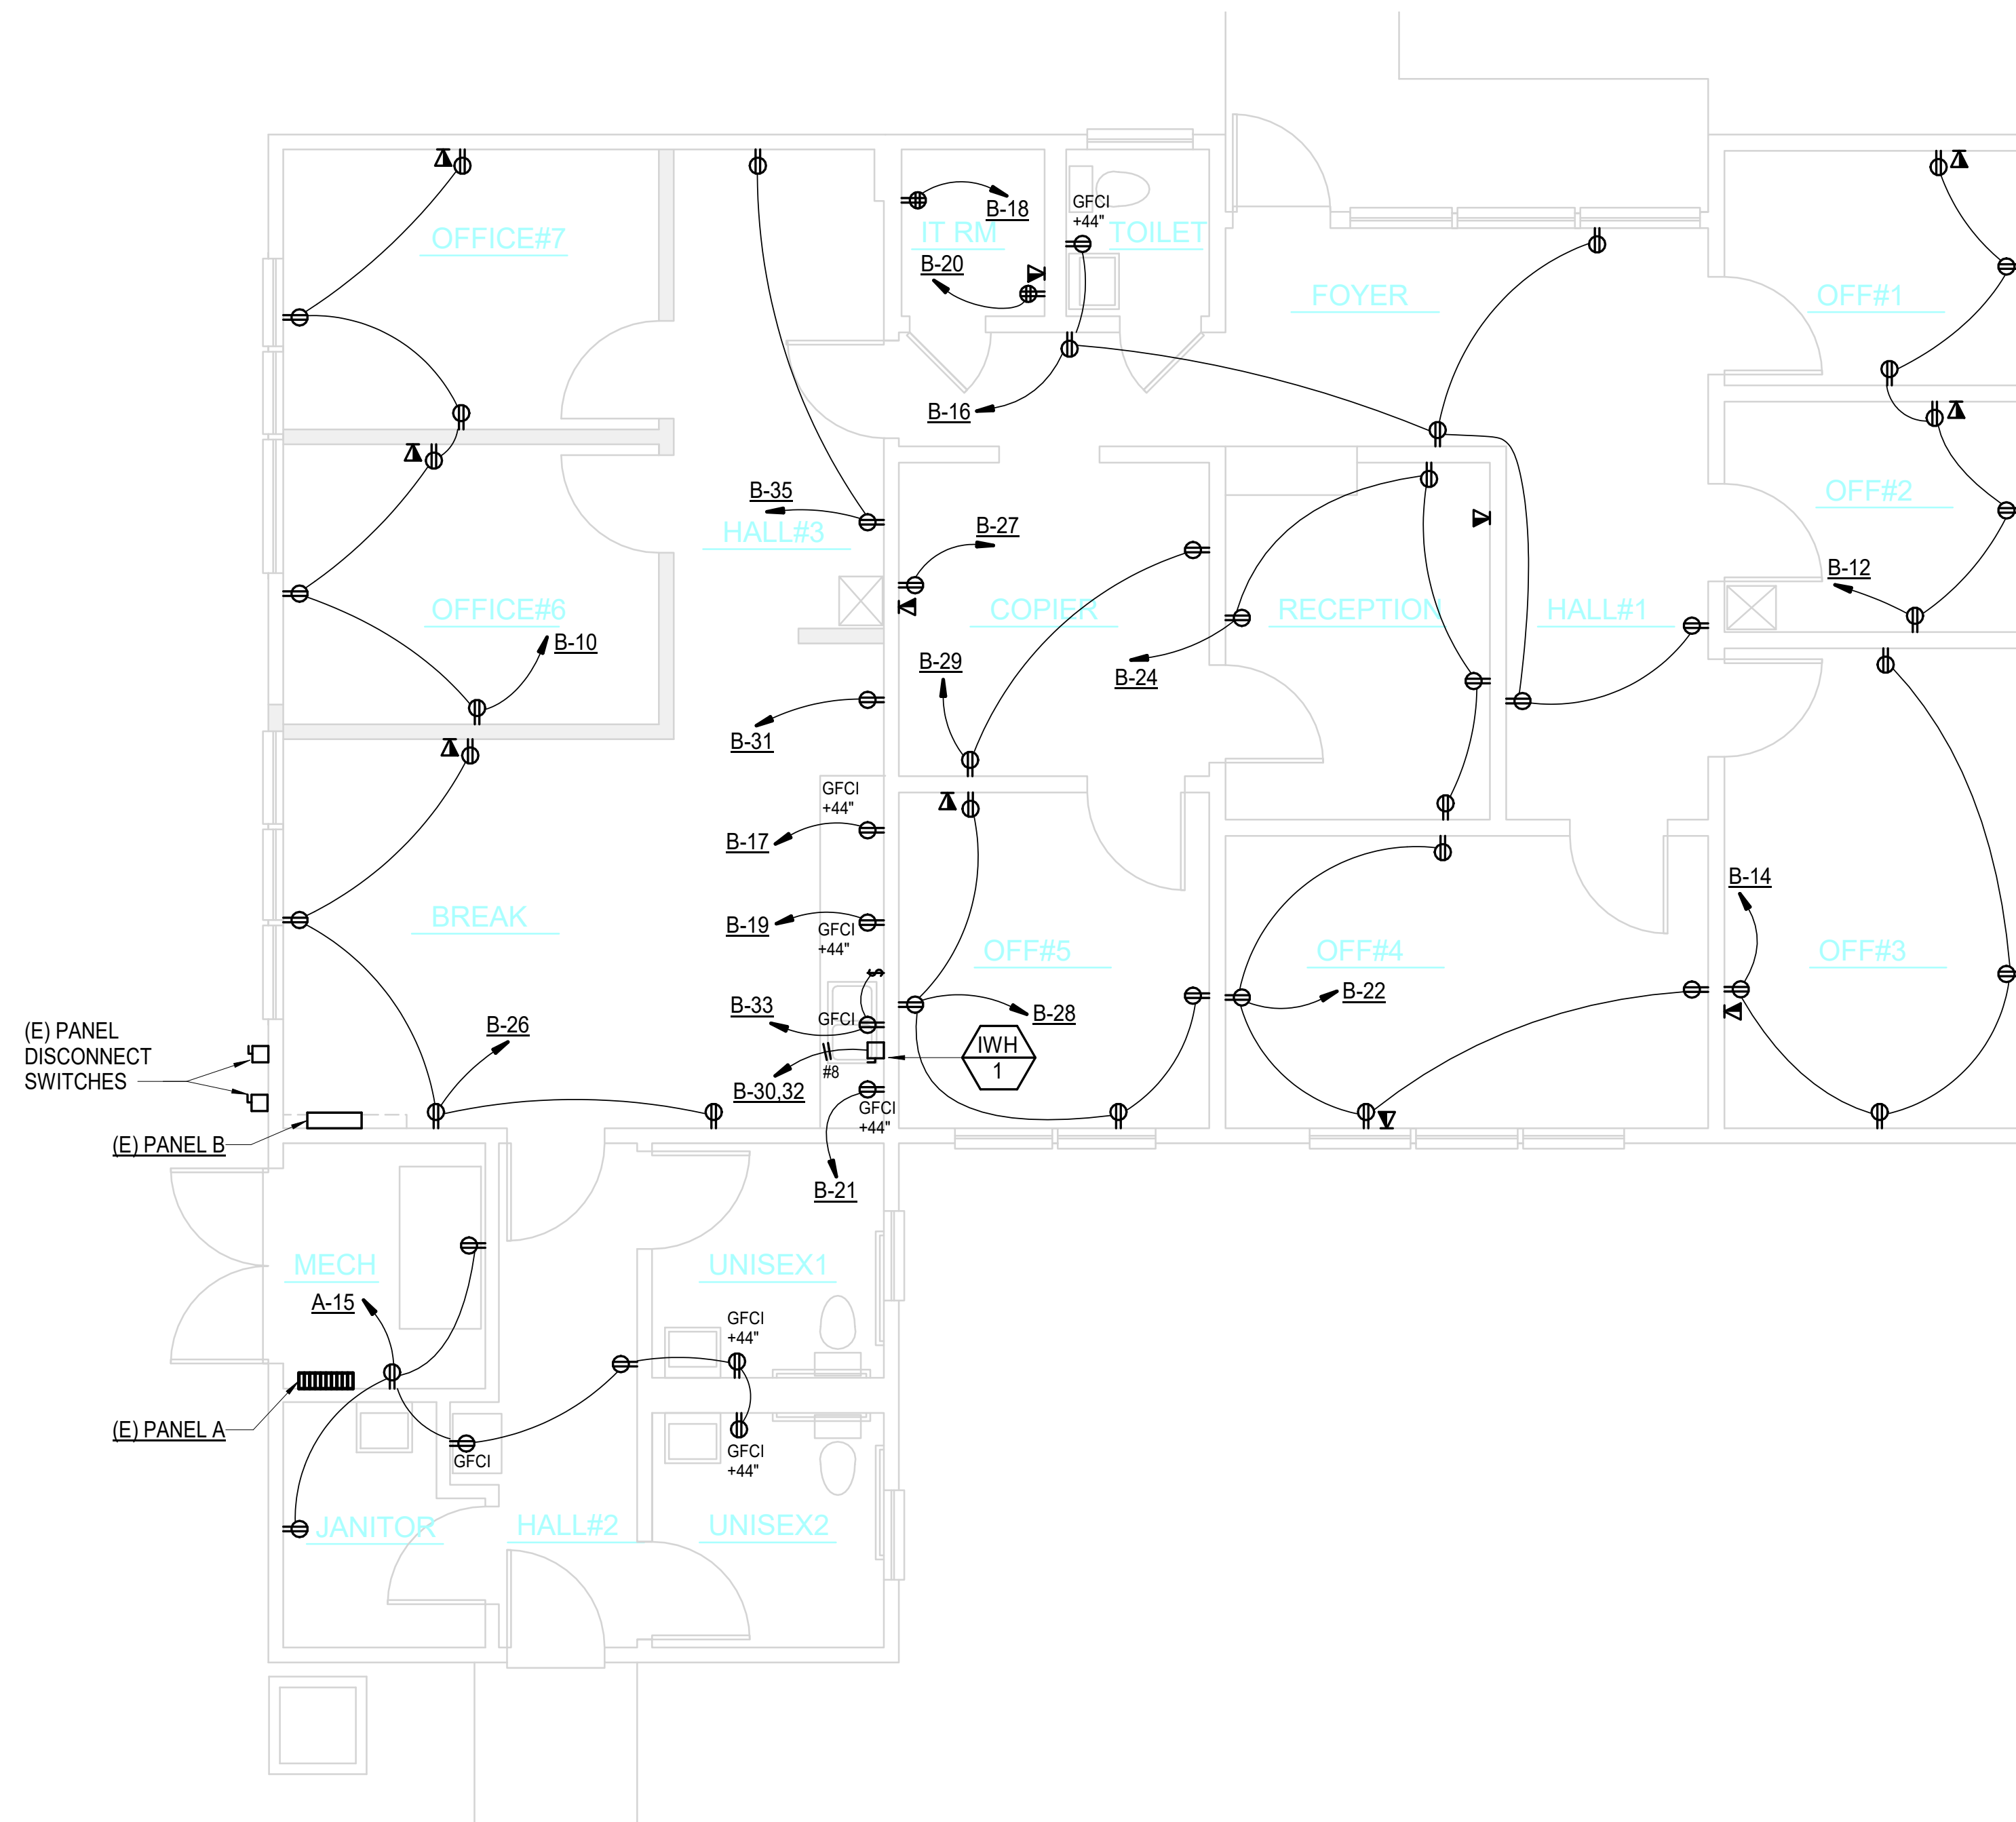 GFCI
+44"
B-18
OFFICE#7
IT RM
TOILET
B-20
FOYER
OFF#1
B-16
B-35
OFF#2
HALL#3
B-27
B-12
OFFICE#6
COPIER
RECEPTION
HALL#1
B-10
B-29
B-24
B-31
GFCI
+44"
B-17
B-14
BREAK
B-19
GFCI
+44"
OFF#5
OFF#4
OFF#3
$
B-22
B-33
GFCI
B-28
B-26
(E) PANEL
DISCONNECT
SWITCHES
IWH
1
#8
B-30,32
GFCI
+44"
(E) PANEL B
B-21
MECH
UNISEX1
A-15
GFCI
+44"
(E) PANEL A
GFCI
GFCI
+44"
JANITOR
HALL#2
UNISEX2